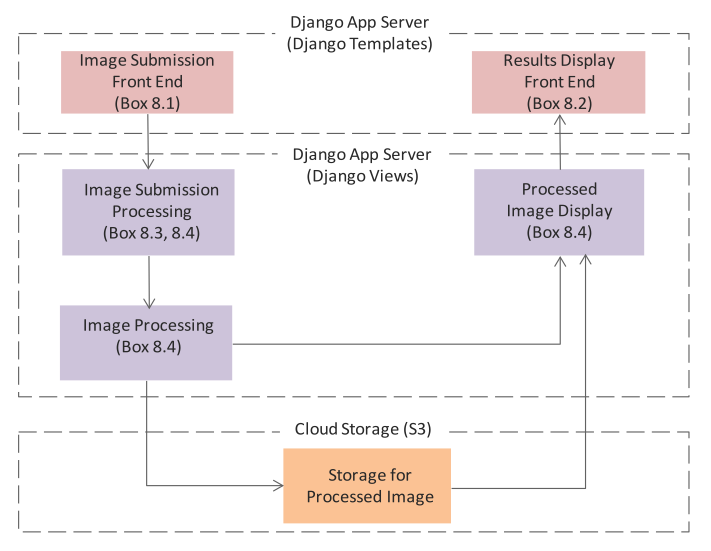 Django App Server
(Django Templates)
Image Submission
Front End
(Box 8.1)
Results Display
Front End
(Box 8.2)
Django App Server
(Django Views)
Image Submission
Processing
(Box 8.3, 8.4)
Processed
Image Display
(Box 8.4)
Image Processing
(Box 8.4)
Cloud Storage (S3)
Storage for
Processed Image